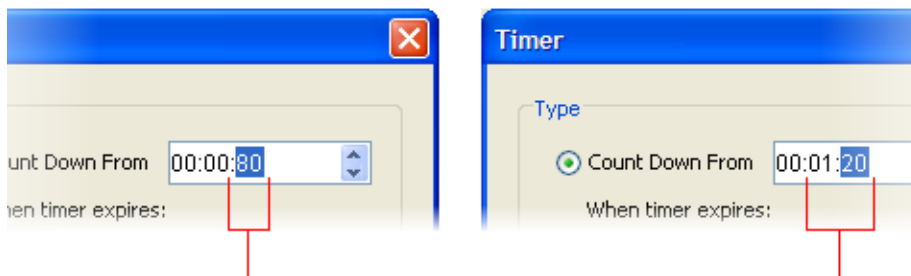 Timer
Type
unt Down From 00:00:80
Count Down From 00:01:20
en timer expires:
When timer expires: